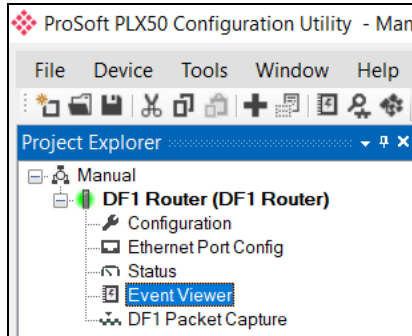 ProSoft PLX50 Configuration Utility - Man
File Device Tools Window Help
Project Explorer
Manual
DF1 Router (DF1 Router)
Configuration
Ethernet Port Config
Status
Event Viewer
DF1 Packet Capture